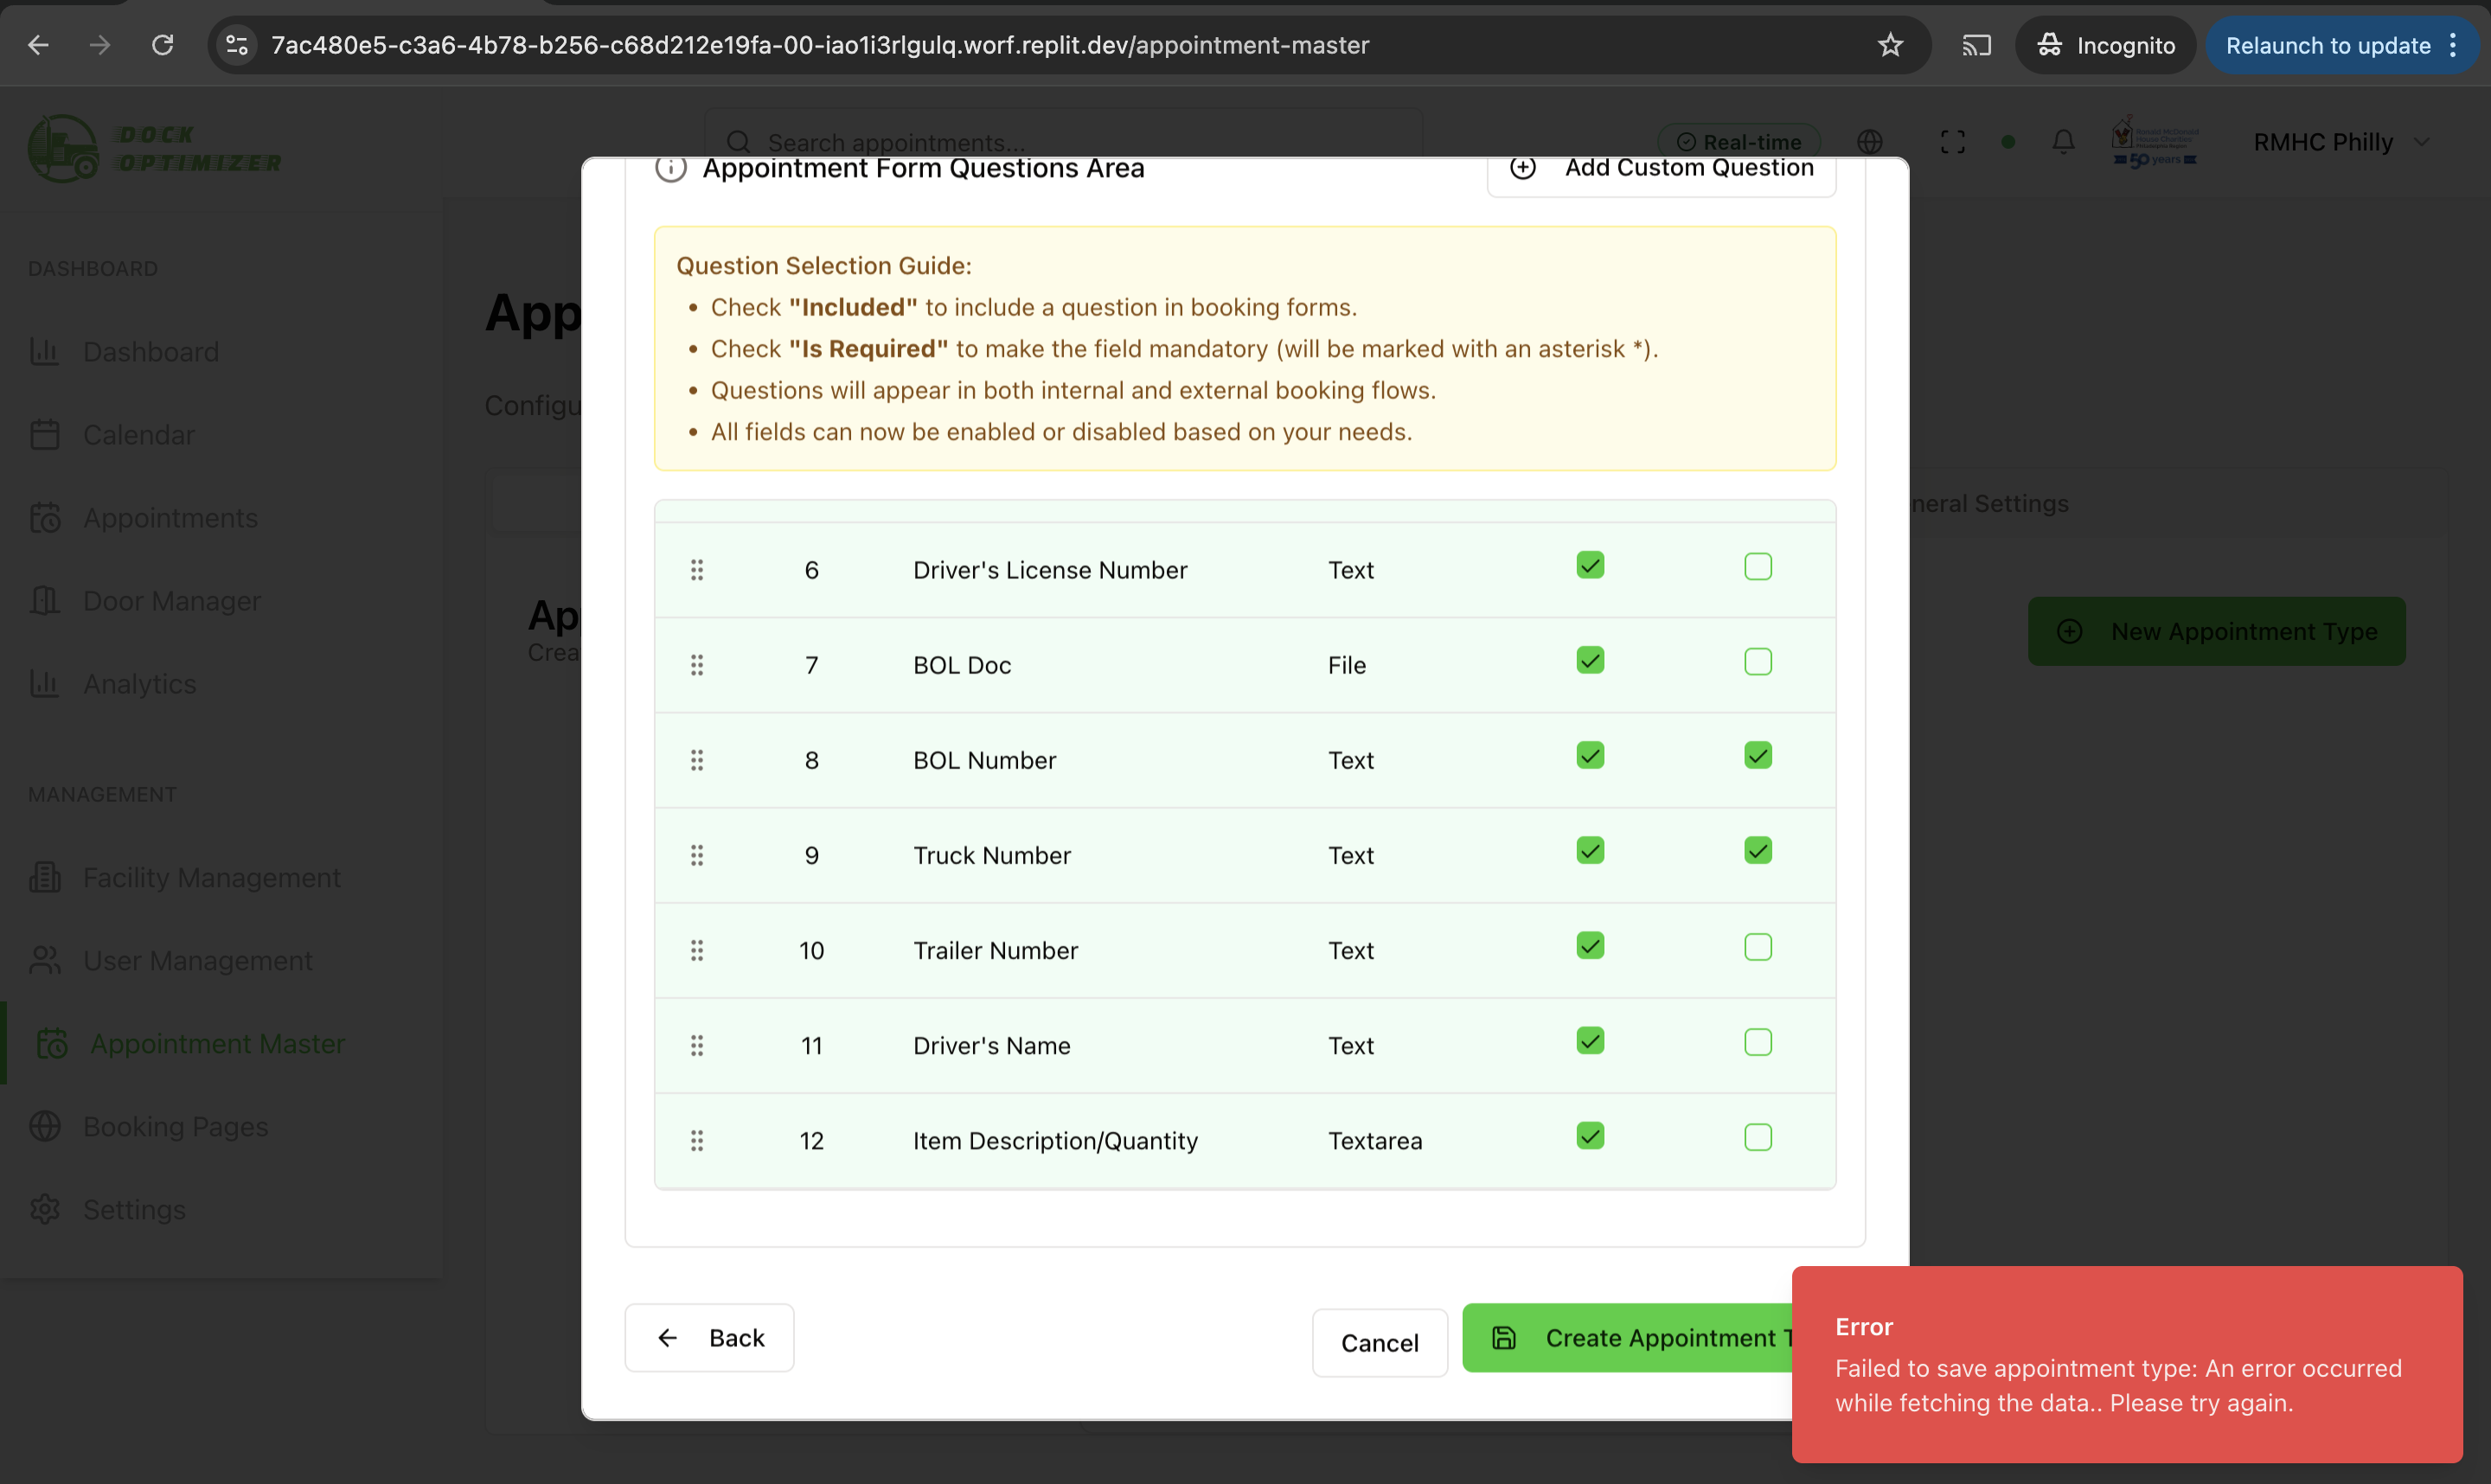 7ac480e5-c3a6-4b78-b256-c68d212e19fa-00-iao1i3rlgulq.worf.replit.dev/appointment-master
Incognito
Relaunch to update
DOCK
OPTIMIZER
Search appointments...
Real-time
Ronald McDonald
House Charities
50 years
RMHC Philly
DASHBOARD
Dashboard
Calendar
Appointments
Door Manager
Analytics
MANAGEMENT
Facility Management
User Management
Appointment Master
Booking Pages
Settings
App
Configu
neral Settings
Ap
Crea
New Appointment Type
Appointment Form Questions Area
Add Custom Question
Question Selection Guide:
• Check "Included" to include a question in booking forms.
• Check "Is Required" to make the field mandatory (will be marked with an asterisk *).
• Questions will appear in both internal and external booking flows.
• All fields can now be enabled or disabled based on your needs.
6 Driver's License Number Text
7 BOL Doc File
8 BOL Number Text
9 Truck Number Text
10 Trailer Number Text
11 Driver's Name Text
12 Item Description/Quantity Textarea
Back
Cancel
Create Appointment T
Error
Failed to save appointment type: An error occurred
while fetching the data.. Please try again.